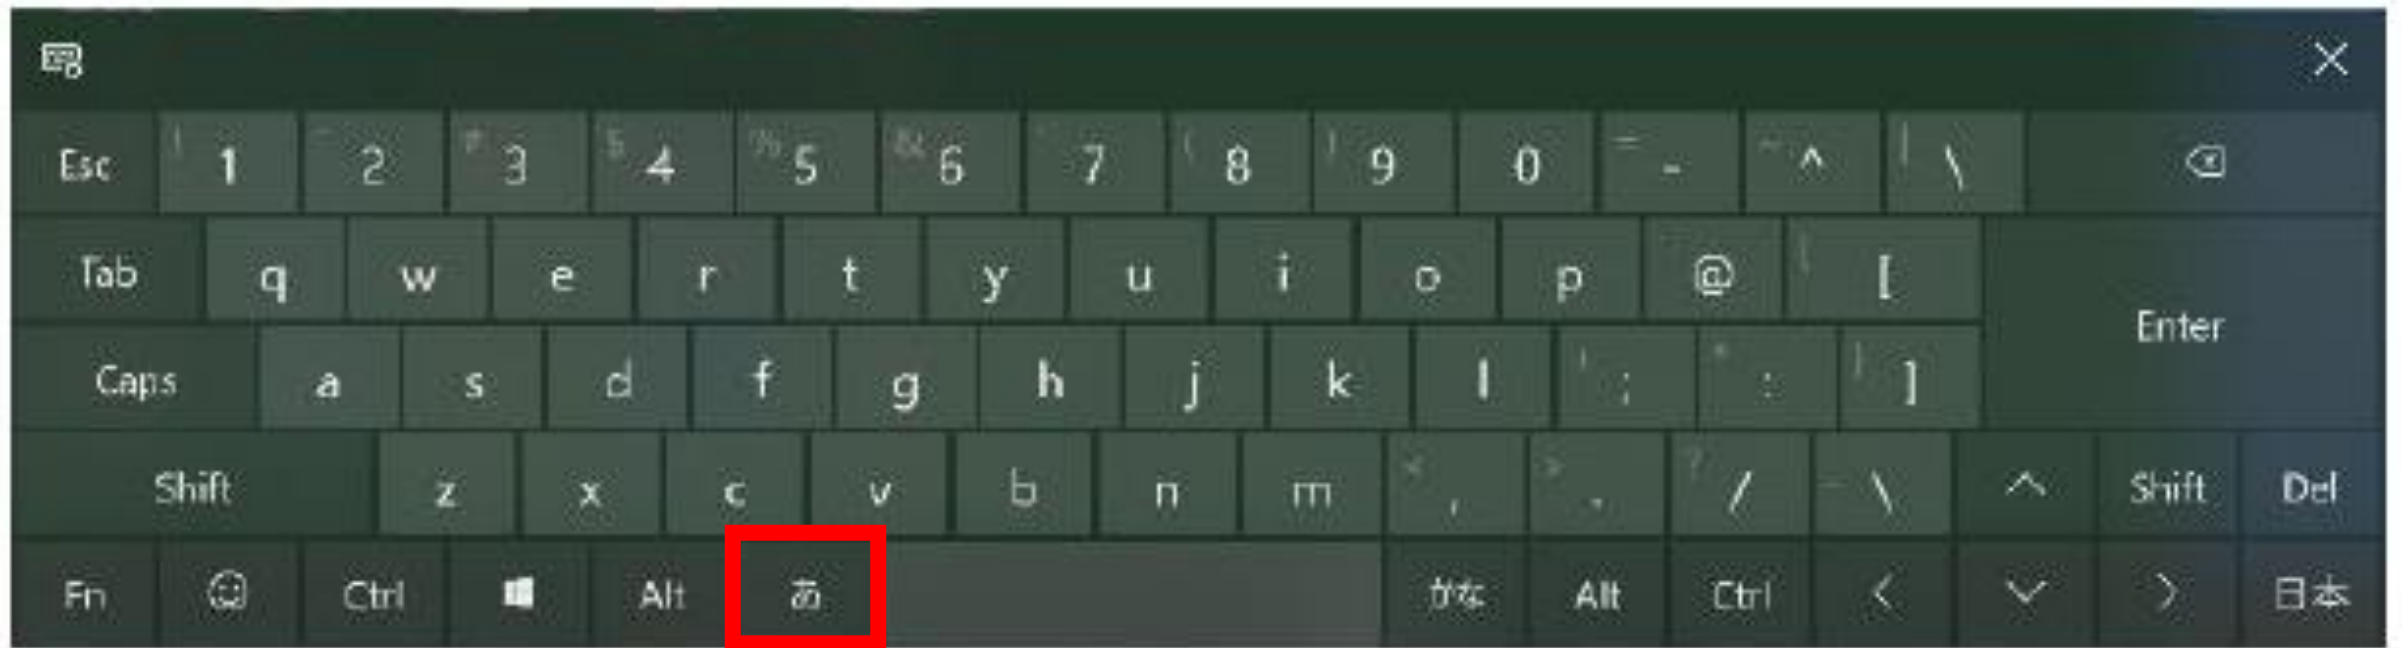 Esc 1 2 # 3 $ 4 % 5 & 6 7 ( 8 ) 9 0 = - ~ ^ | \
Tab q w e r t y u i o p @ [
Caps a s d f g h j k l ; * : ] Enter
Shift z x c v b n m < , > . ? / \ Shift Del
Fn Ctrl Alt あ かな Alt Ctrl 日本